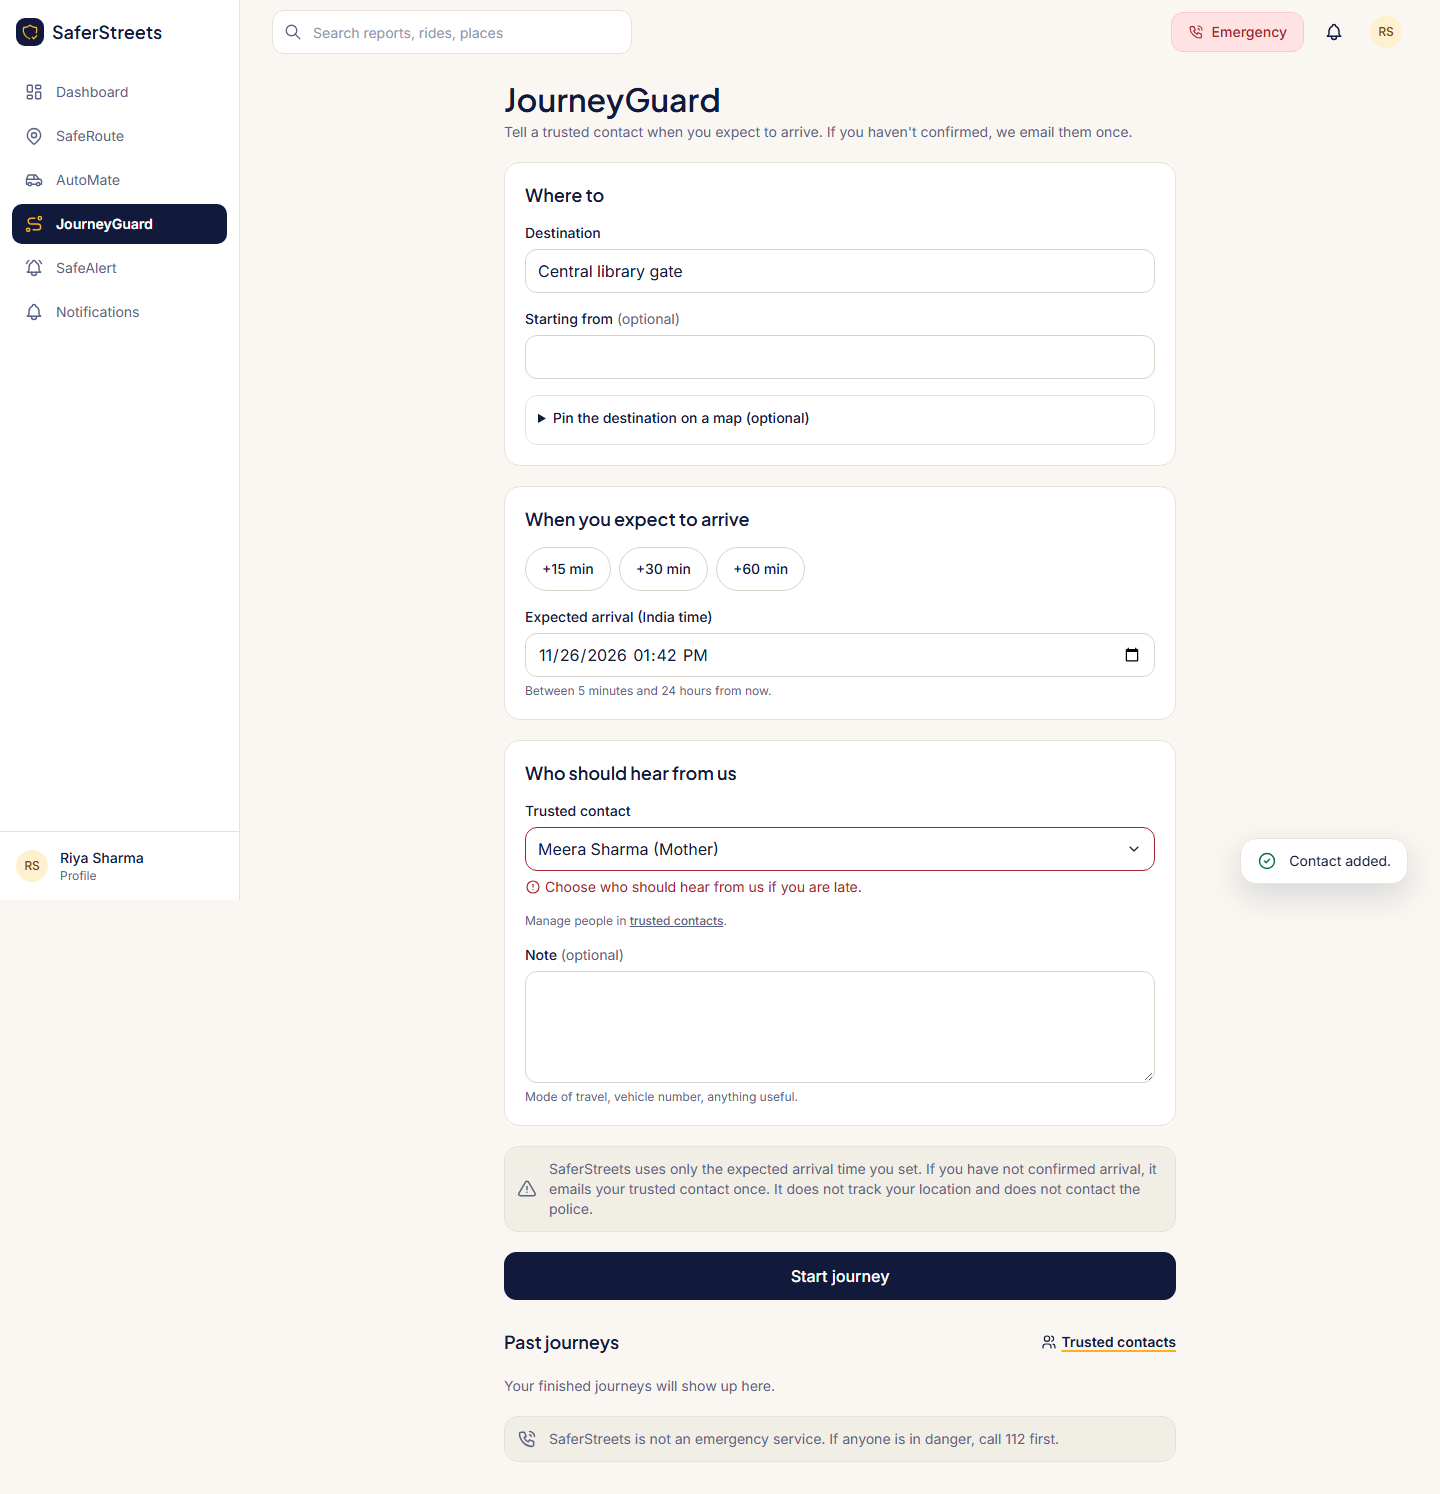 SaferStreets
Search reports, rides, places
Emergency
RS
Dashboard
SafeRoute
AutoMate
JourneyGuard
SafeAlert
Notifications
RS
Riya Sharma
Profile
JourneyGuard
Tell a trusted contact when you expect to arrive. If you haven't confirmed, we email them once.
Where to
Destination
Central library gate
Starting from (optional)
Pin the destination on a map (optional)
When you expect to arrive
+15 min
+30 min
+60 min
Expected arrival (India time)
11/26/2026 01:42 PM
Between 5 minutes and 24 hours from now.
Who should hear from us
Trusted contact
Meera Sharma (Mother)
Choose who should hear from us if you are late.
Manage people in trusted contacts.
Note (optional)
Mode of travel, vehicle number, anything useful.
SaferStreets uses only the expected arrival time you set. If you have not confirmed arrival, it
emails your trusted contact once. It does not track your location and does not contact the
police.
Start journey
Past journeys
Trusted contacts
Your finished journeys will show up here.
SaferStreets is not an emergency service. If anyone is in danger, call 112 first.
Contact added.